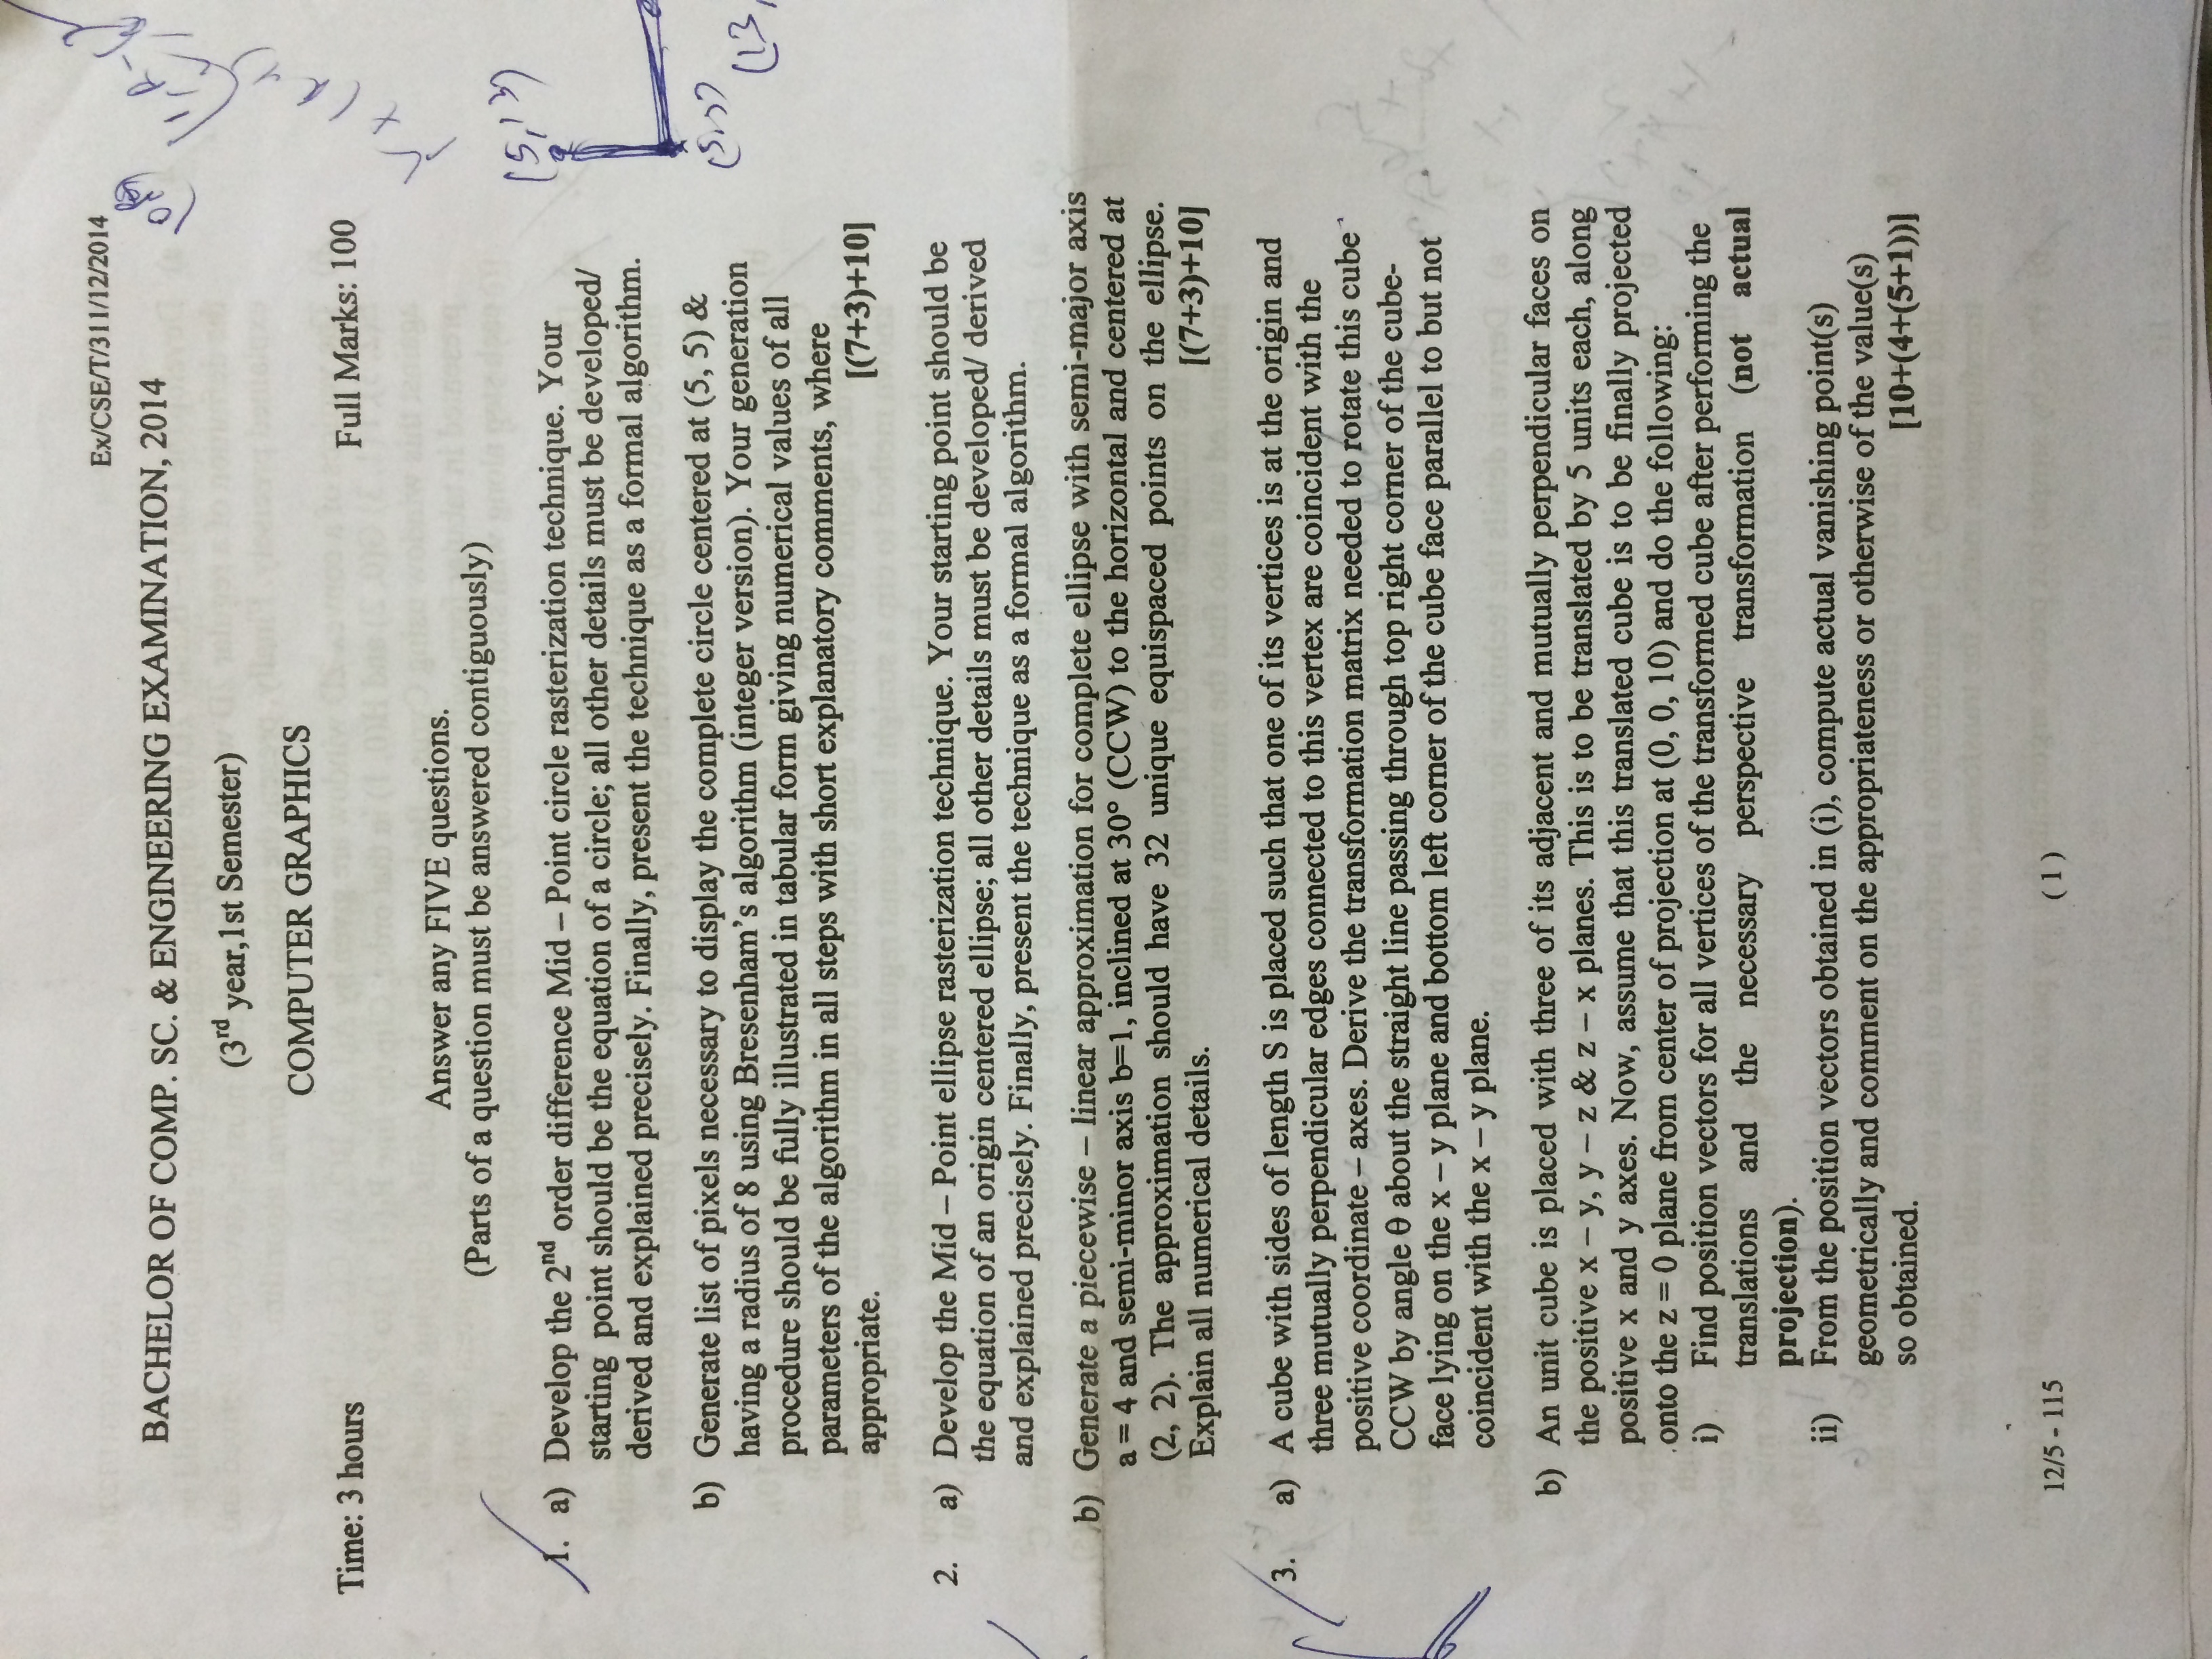 Ex/CSE/T/311/12/2014
BACHELOR OF COMP. SC. & ENGINEERING EXAMINATION, 2014
(3rd year,1st Semester)
COMPUTER GRAPHICS
Time: 3 hours Full Marks: 100
Answer any FIVE questions.
(Parts of a question must be answered contiguously)
1. a) Develop the 2nd order difference Mid – Point circle rasterization technique. Your
starting point should be the equation of a circle; all other details must be developed/
derived and explained precisely. Finally, present the technique as a formal algorithm.
b) Generate list of pixels necessary to display the complete circle centered at (5, 5) &
having a radius of 8 using Bresenham's algorithm (integer version). Your generation
procedure should be fully illustrated in tabular form giving numerical values of all
parameters of the algorithm in all steps with short explanatory comments, where
appropriate. [(7+3)+10]
2. a) Develop the Mid – Point ellipse rasterization technique. Your starting point should be
the equation of an origin centered ellipse; all other details must be developed/ derived
and explained precisely. Finally, present the technique as a formal algorithm.
b) Generate a piecewise – linear approximation for complete ellipse with semi-major axis
a = 4 and semi-minor axis b=1, inclined at 30° (CCW) to the horizontal and centered at
(2, 2). The approximation should have 32 unique equispaced points on the ellipse.
Explain all numerical details. [(7+3)+10]
3. a) A cube with sides of length S is placed such that one of its vertices is at the origin and
three mutually perpendicular edges connected to this vertex are coincident with the
positive coordinate – axes. Derive the transformation matrix needed to rotate this cube
CCW by angle θ about the straight line passing through top right corner of the cube-
face lying on the x – y plane and bottom left corner of the cube face parallel to but not
coincident with the x – y plane.
b) An unit cube is placed with three of its adjacent and mutually perpendicular faces on
the positive x – y, y – z & z – x planes. This is to be translated by 5 units each, along
positive x and y axes. Now, assume that this translated cube is to be finally projected
onto the z = 0 plane from center of projection at (0, 0, 10) and do the following:
i) Find position vectors for all vertices of the transformed cube after performing the
translations and the necessary perspective transformation (not actual
projection).
ii) From the position vectors obtained in (i), compute actual vanishing point(s)
geometrically and comment on the appropriateness or otherwise of the value(s)
so obtained. [10+(4+(5+1))]
12/5 - 115 ( 1 )
(5,13)
(13,